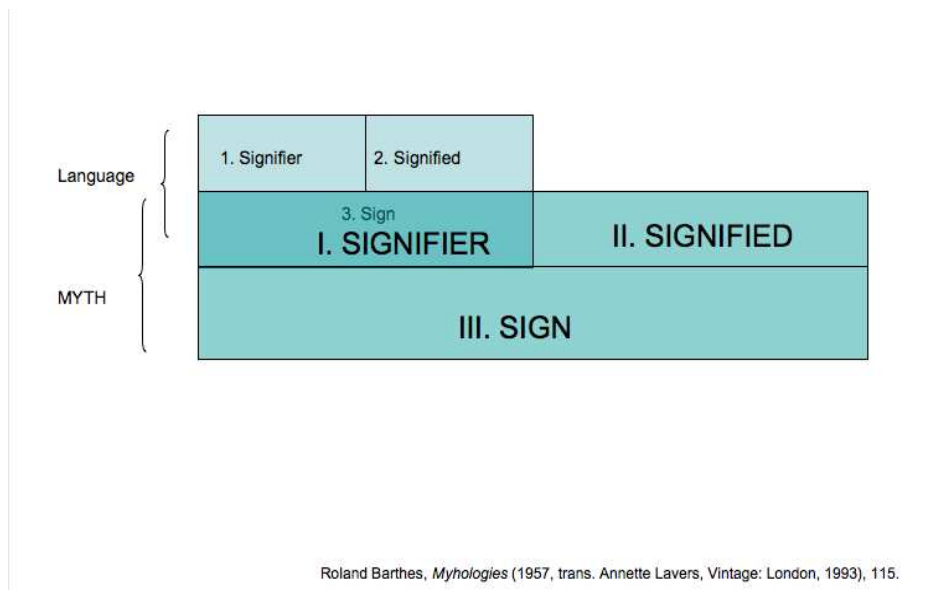 Language
1. Signifier
2. Signified
3. Sign
I. SIGNIFIER
II. SIGNIFIED
MYTH
III. SIGN
Roland Barthes, Myhologies (1957, trans. Annette Lavers, Vintage: London, 1993), 115.